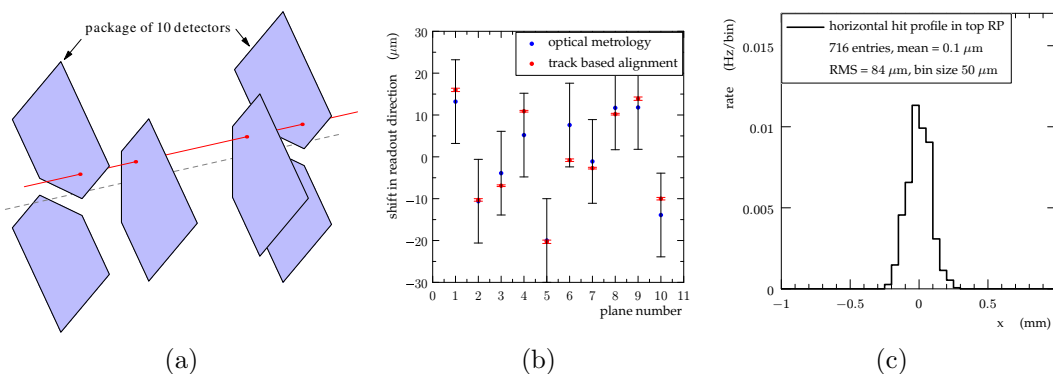 package of 10 detectors
(a)
shift in readout direction (μm)
30
20
10
0
−10
−20
−30
optical metrology
track based alignment
0 1 2 3 4 5 6 7 8 9 10 11
plane number
(b)
rate (Hz/bin)
0.015
0.01
0.005
0
horizontal hit profile in top RP
716 entries, mean = 0.1 μm
RMS = 84 μm, bin size 50 μm
−1 −0.5 0 0.5
x (mm)
(c)